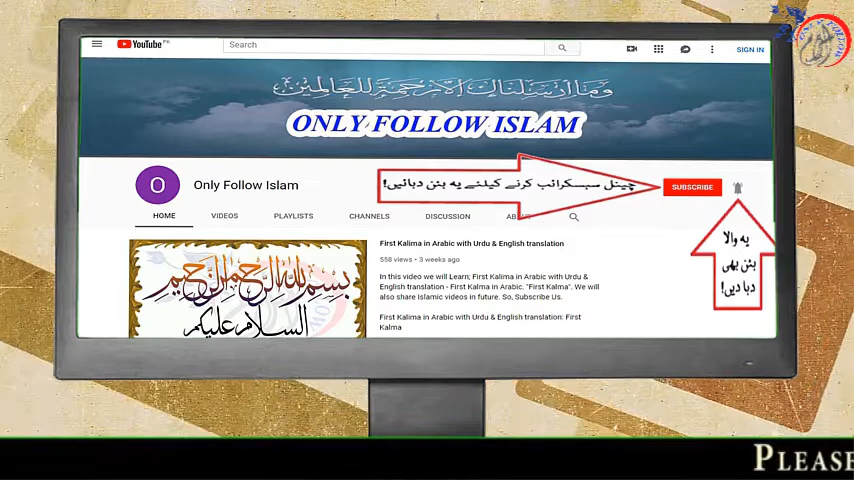 YouTube PK
Search
SIGN IN
وما أرسلناك إلا رحمة للعالمين
ONLY FOLLOW ISLAM
O
Only Follow Islam
چینل سبسکرائب کرنے کیلئے یہ بٹن دبائیں!
SUBSCRIBE
HOME VIDEOS PLAYLISTS CHANNELS DISCUSSION
یہ والا
بٹن بھی
دبا دیں!
First Kalima in Arabic with Urdu & English translation
558 views • 3 weeks ago
In this video we will Learn; First Kalima in Arabic with Urdu &
English translation - First Kalima in Arabic. "First Kalma". We will
also share Islamic videos in future. So, Subscribe Us.
First Kalima in Arabic with Urdu & English translation: First
Kalma
بسم الله الرحمن الرحيم
السلام عليكم
PLEASE